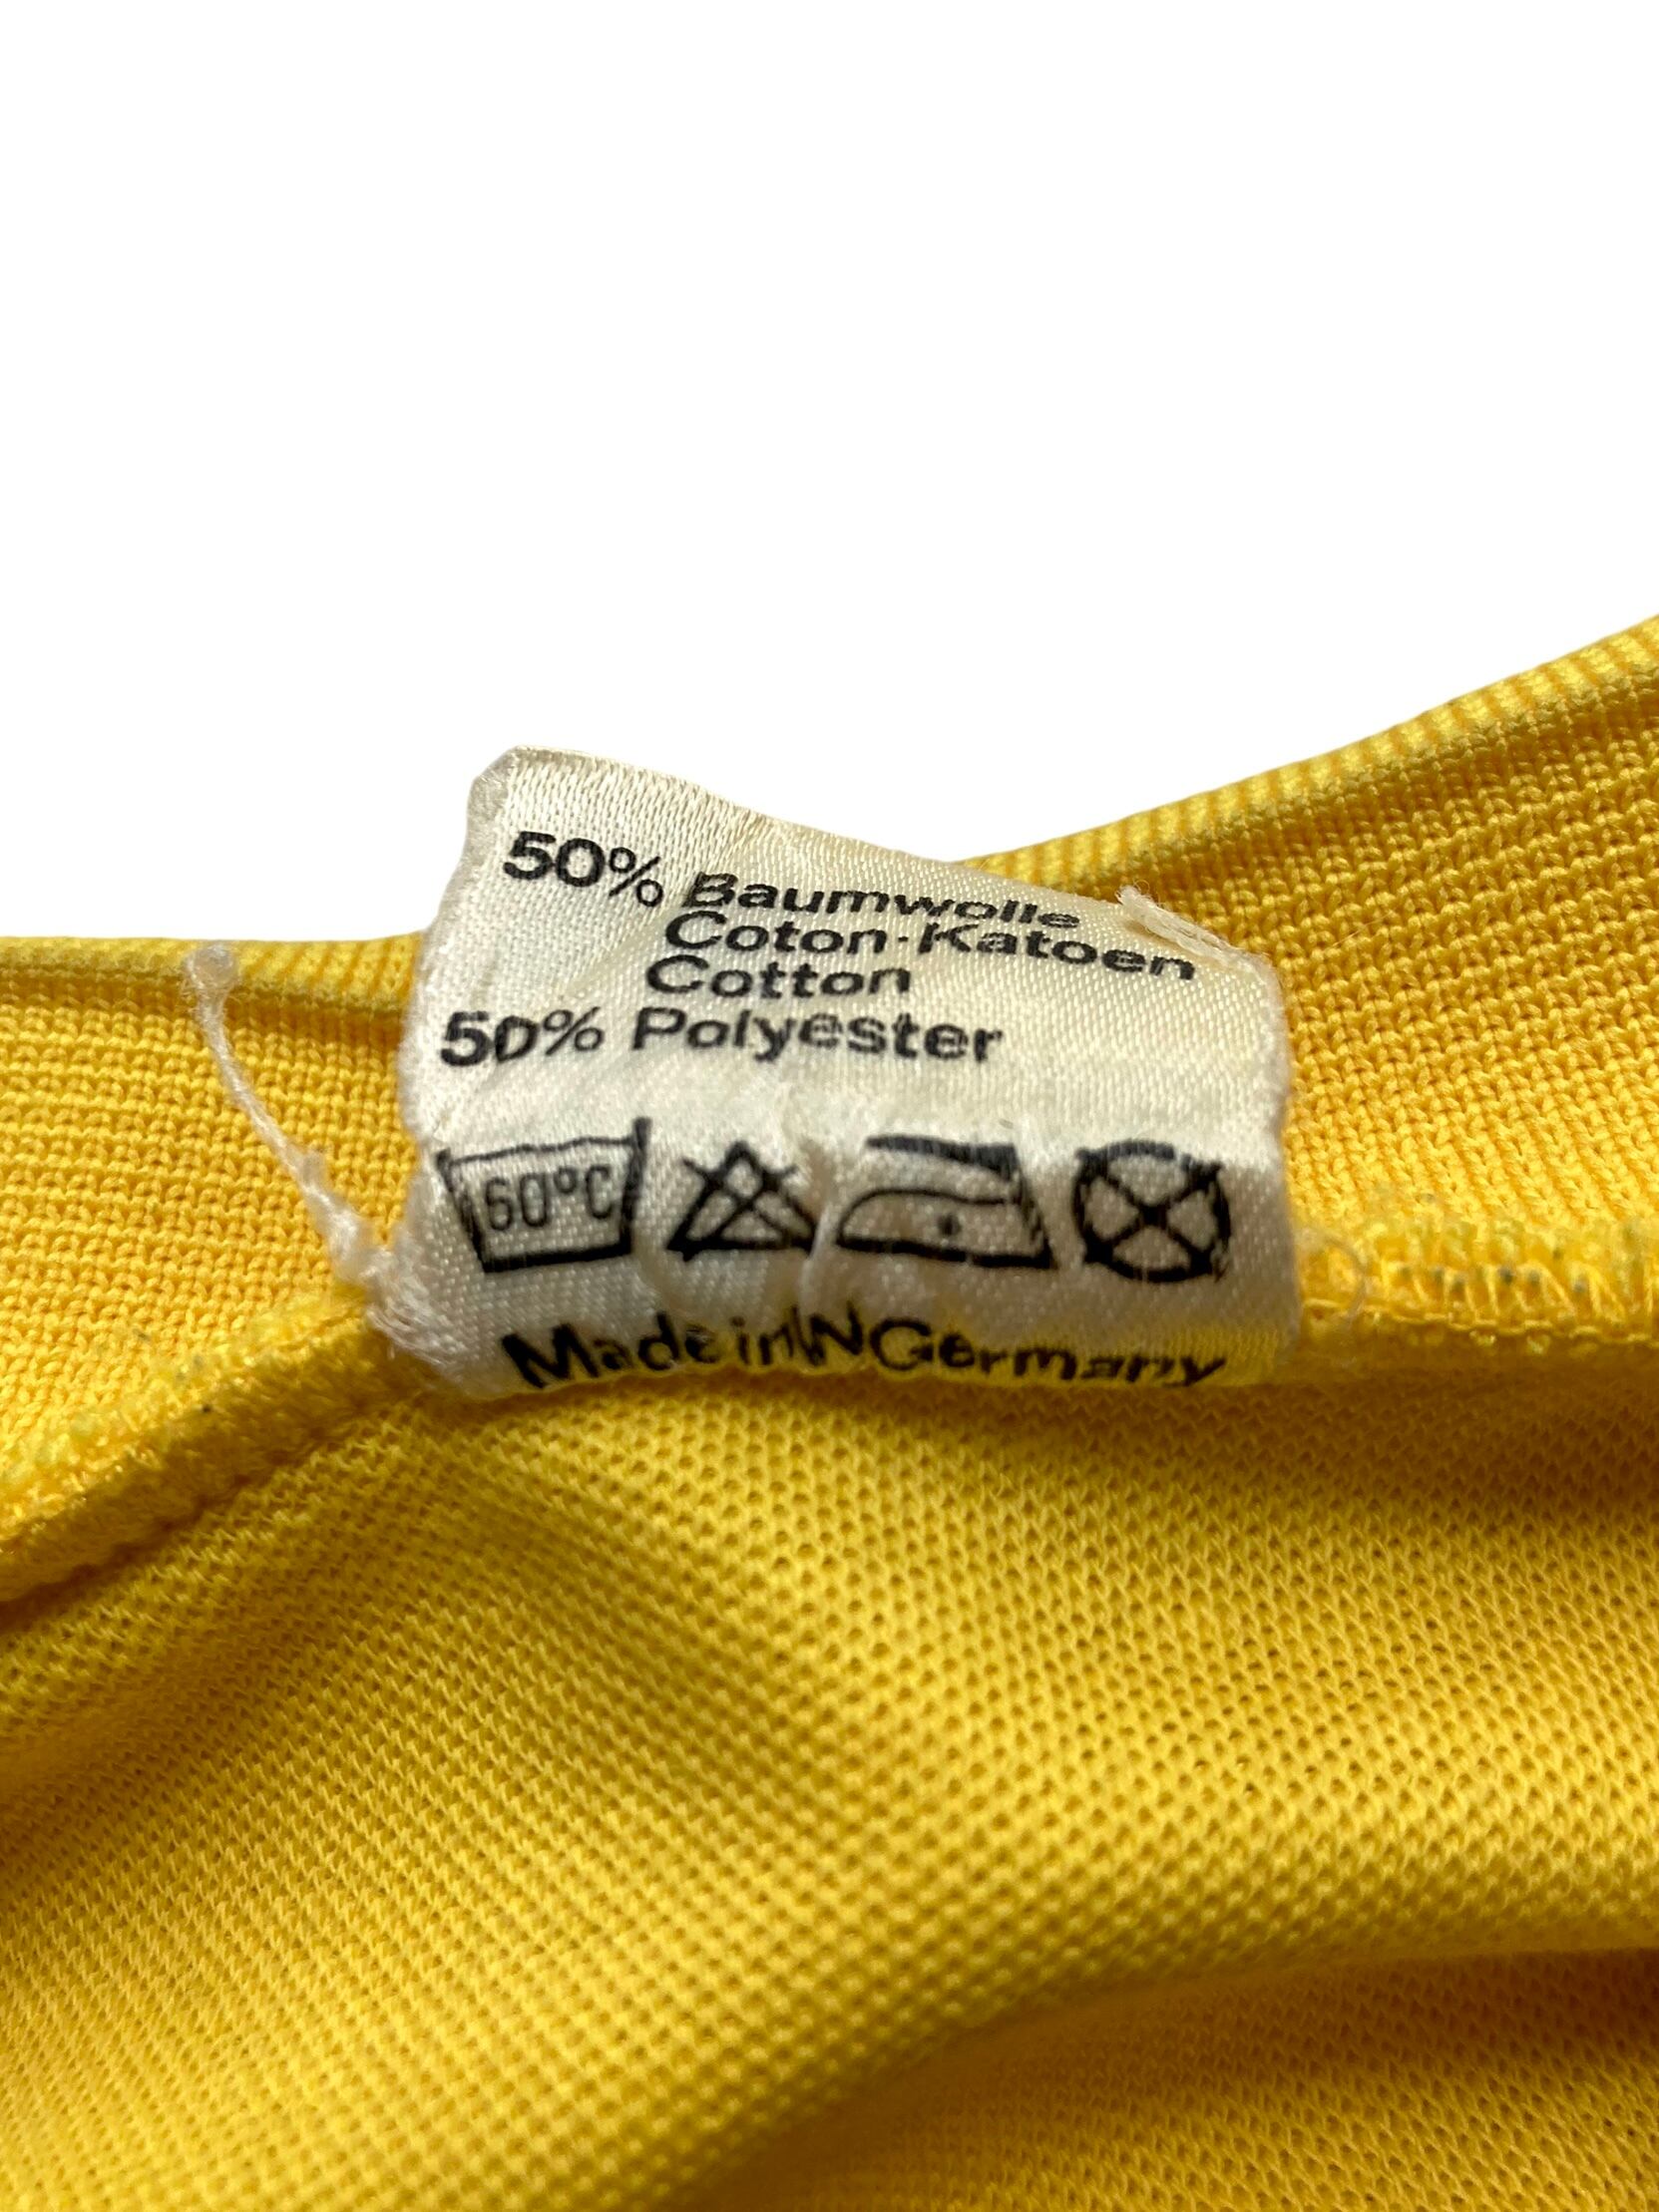 50% Baumwolle
Coton-Katoen
Cotton
50% Polyester
60°C
Made in W Germany